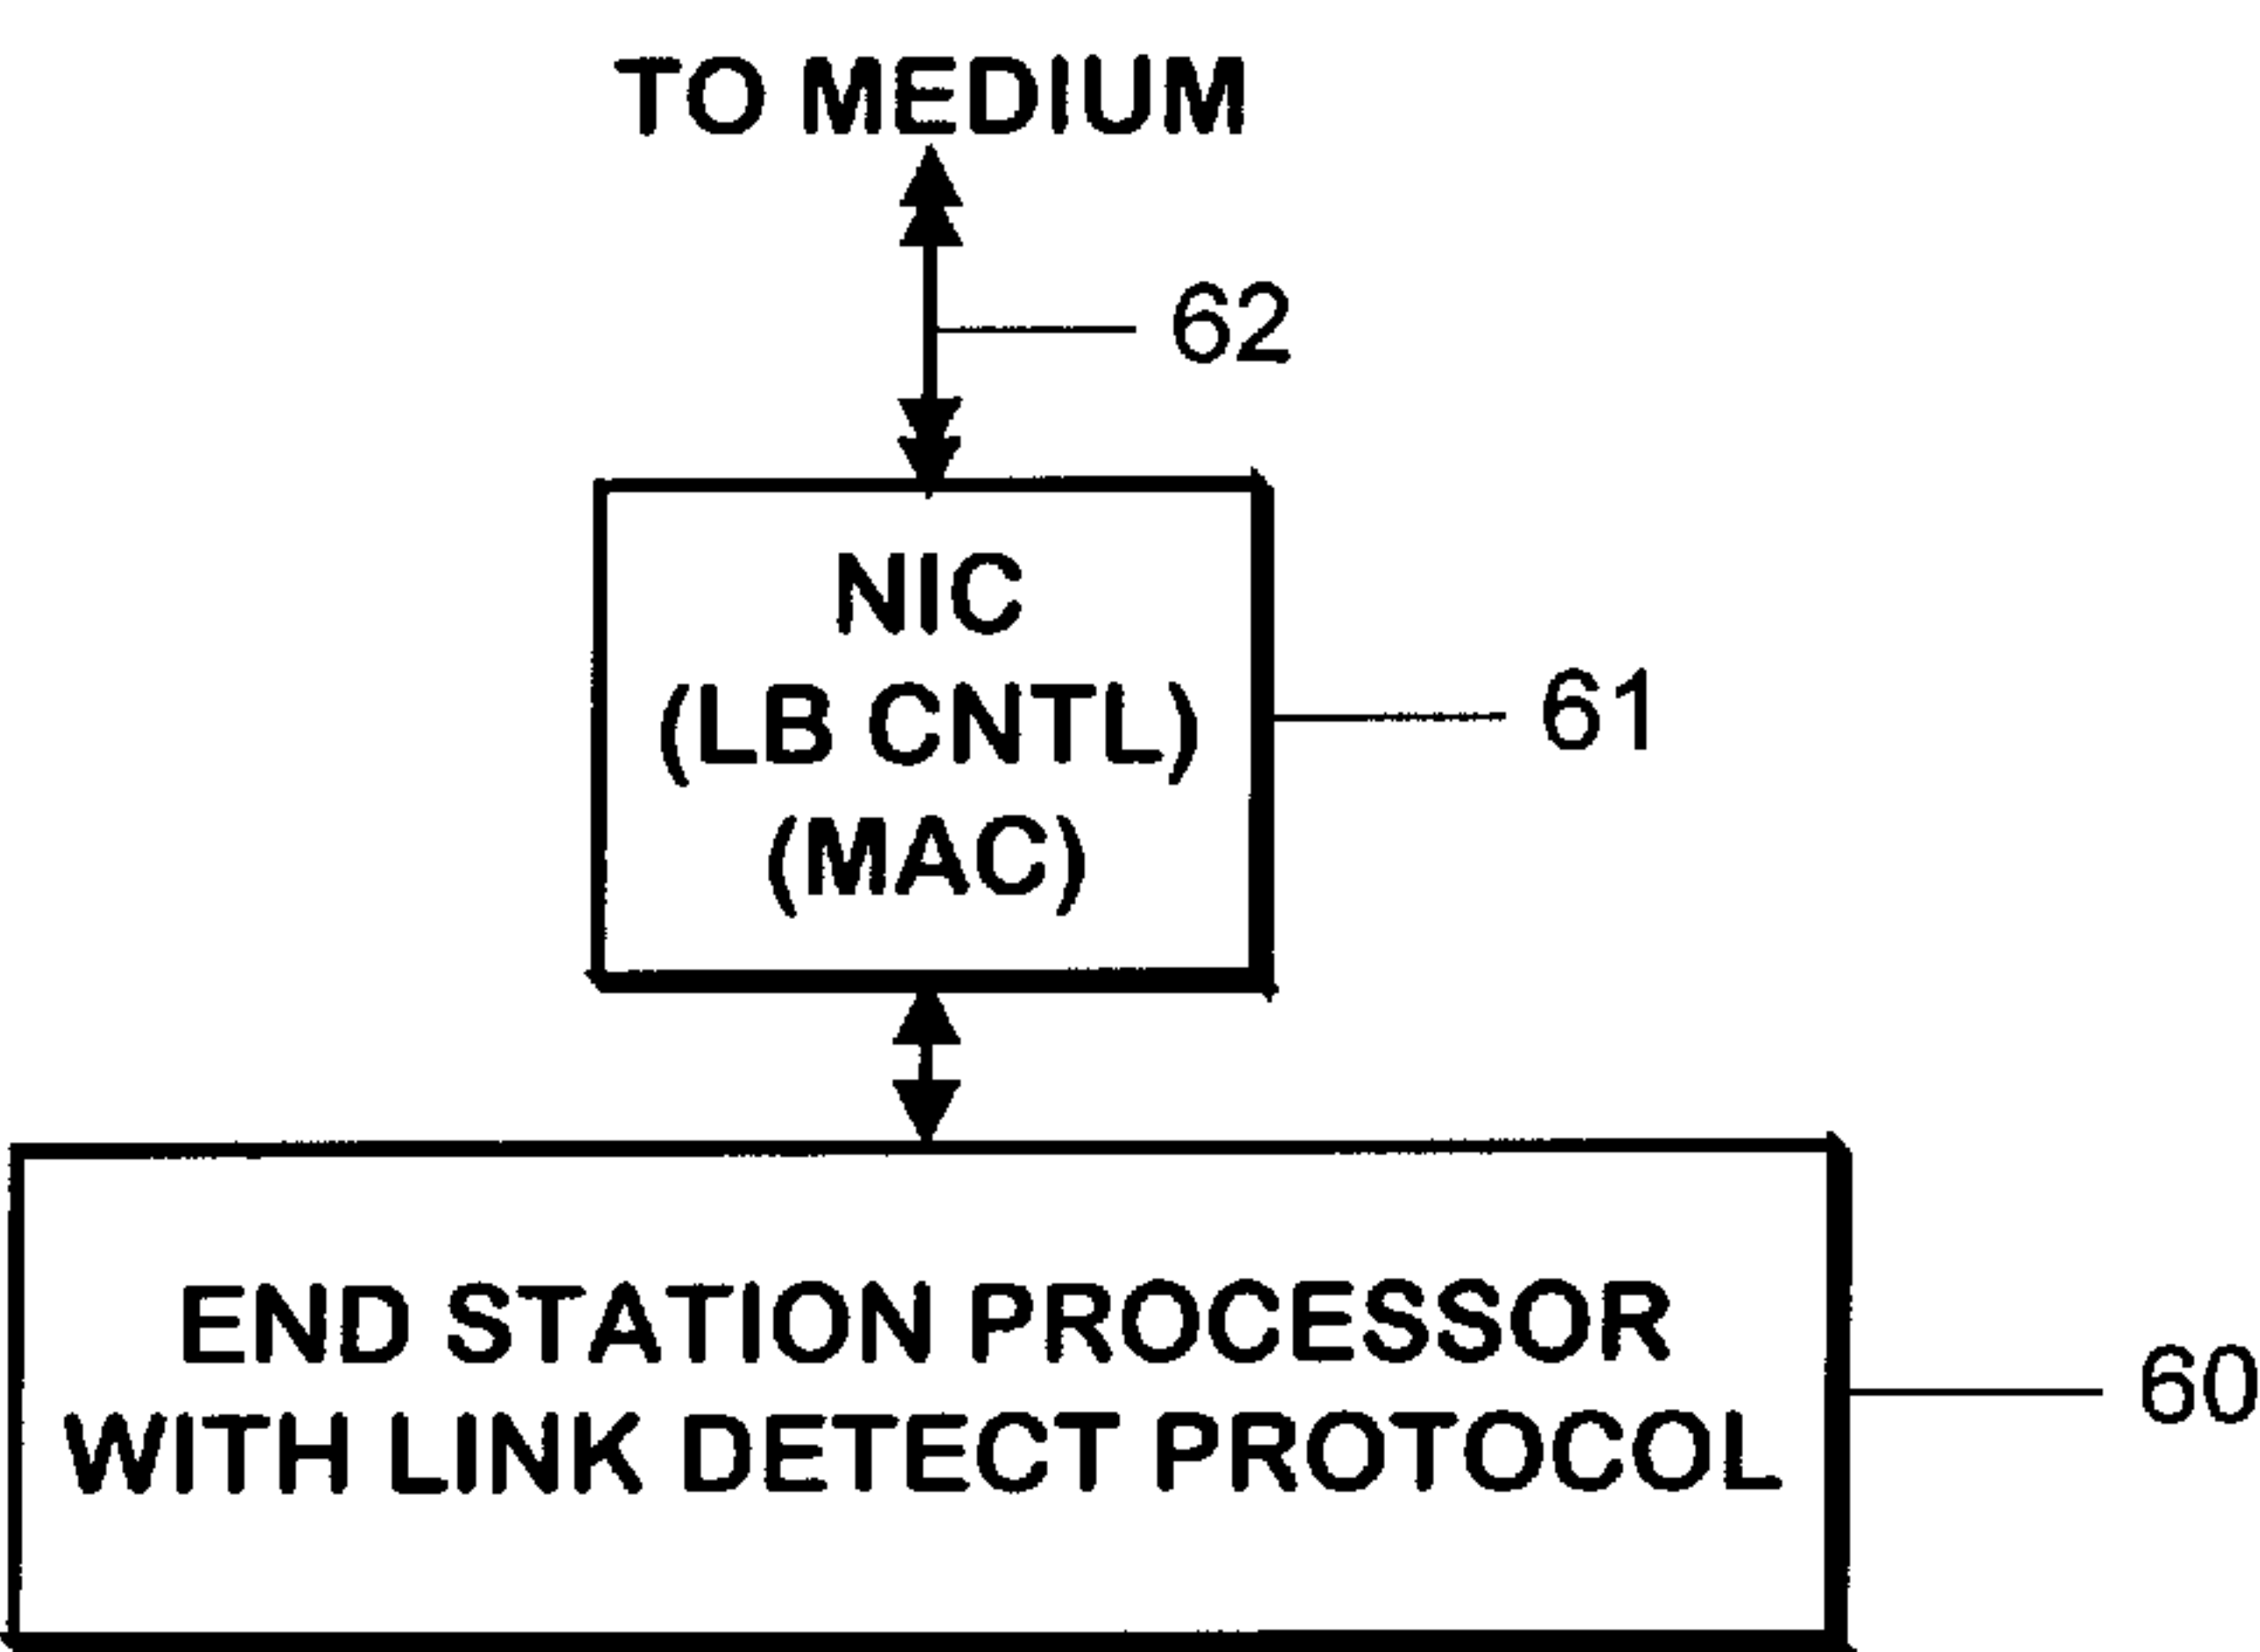 TO MEDIUM
62
NIC
(LB CNTL)
(MAC)
61
END STATION PROCESSOR
WITH LINK DETECT PROTOCOL
60